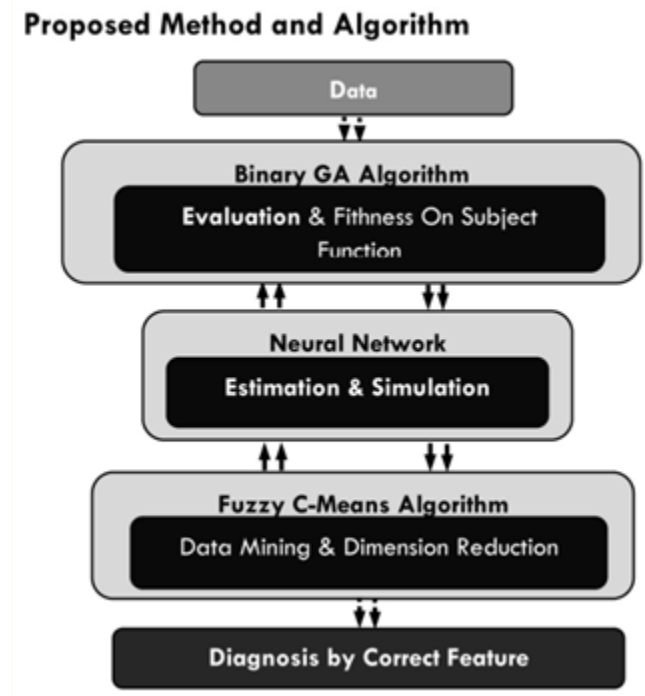 Proposed Method and Algorithm
Data
Binary GA Algorithm
Evaluation & Fithness On Subject
Function
Neural Network
Estimation & Simulation
Fuzzy C-Means Algorithm
Data Mining & Dimension Reduction
Diagnosis by Correct Feature